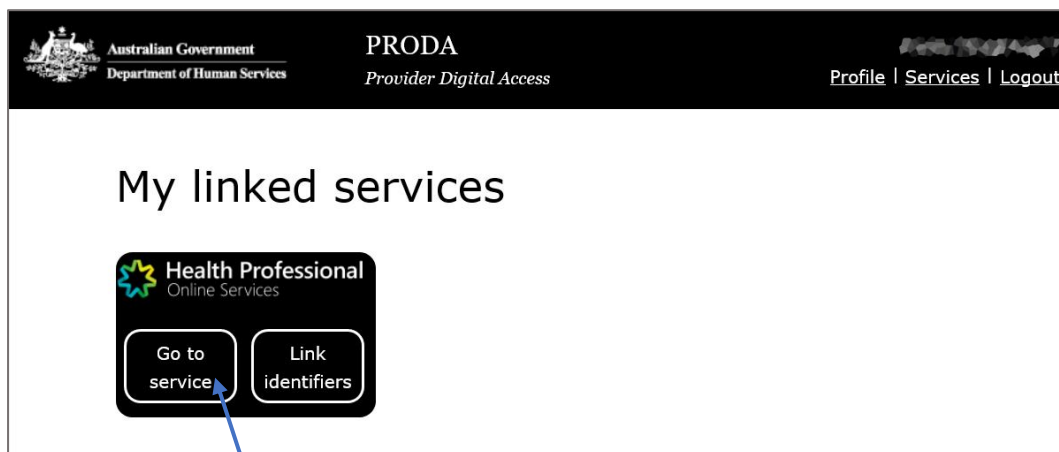 Australian Government
Department of Human Services
PRODA
Provider Digital Access
Profile | Services | Logout
My linked services
Health Professional
Online Services
Go to
service
Link
identifiers